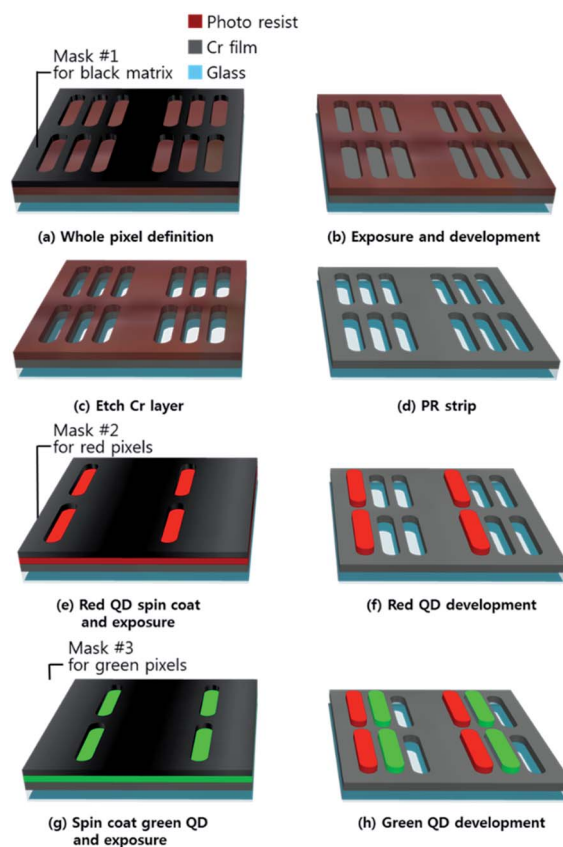 Photo resist
Cr film
Glass
Mask #1
for black matrix
(a) Whole pixel definition
(b) Exposure and development
(c) Etch Cr layer
(d) PR strip
Mask #2
for red pixels
(e) Red QD spin coat
and exposure
(f) Red QD development
Mask #3
for green pixels
(g) Spin coat green QD
and exposure
(h) Green QD development